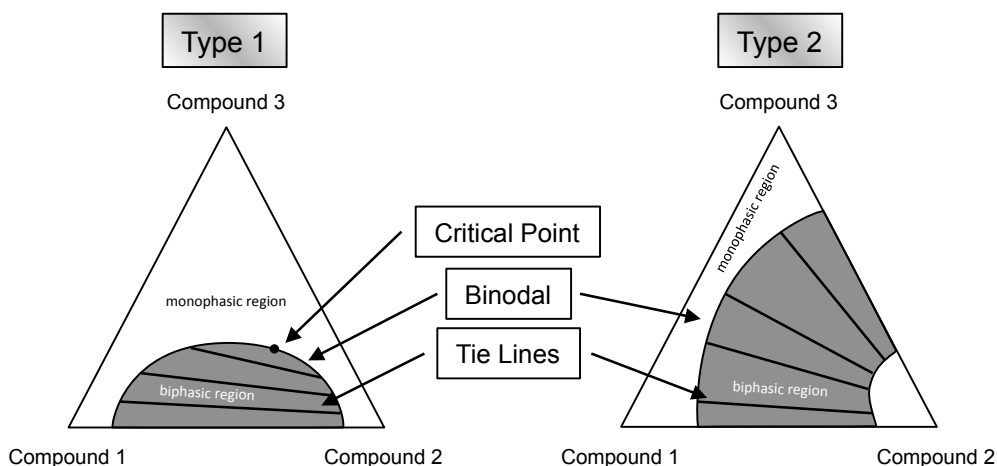 Type 1
Type 2
Compound 3
Compound 3
monophasic region
Critical Point
Binodal
monophasic region
Tie Lines
biphasic region
biphasic region
Compound 1
Compound 2
Compound 1
Compound 2